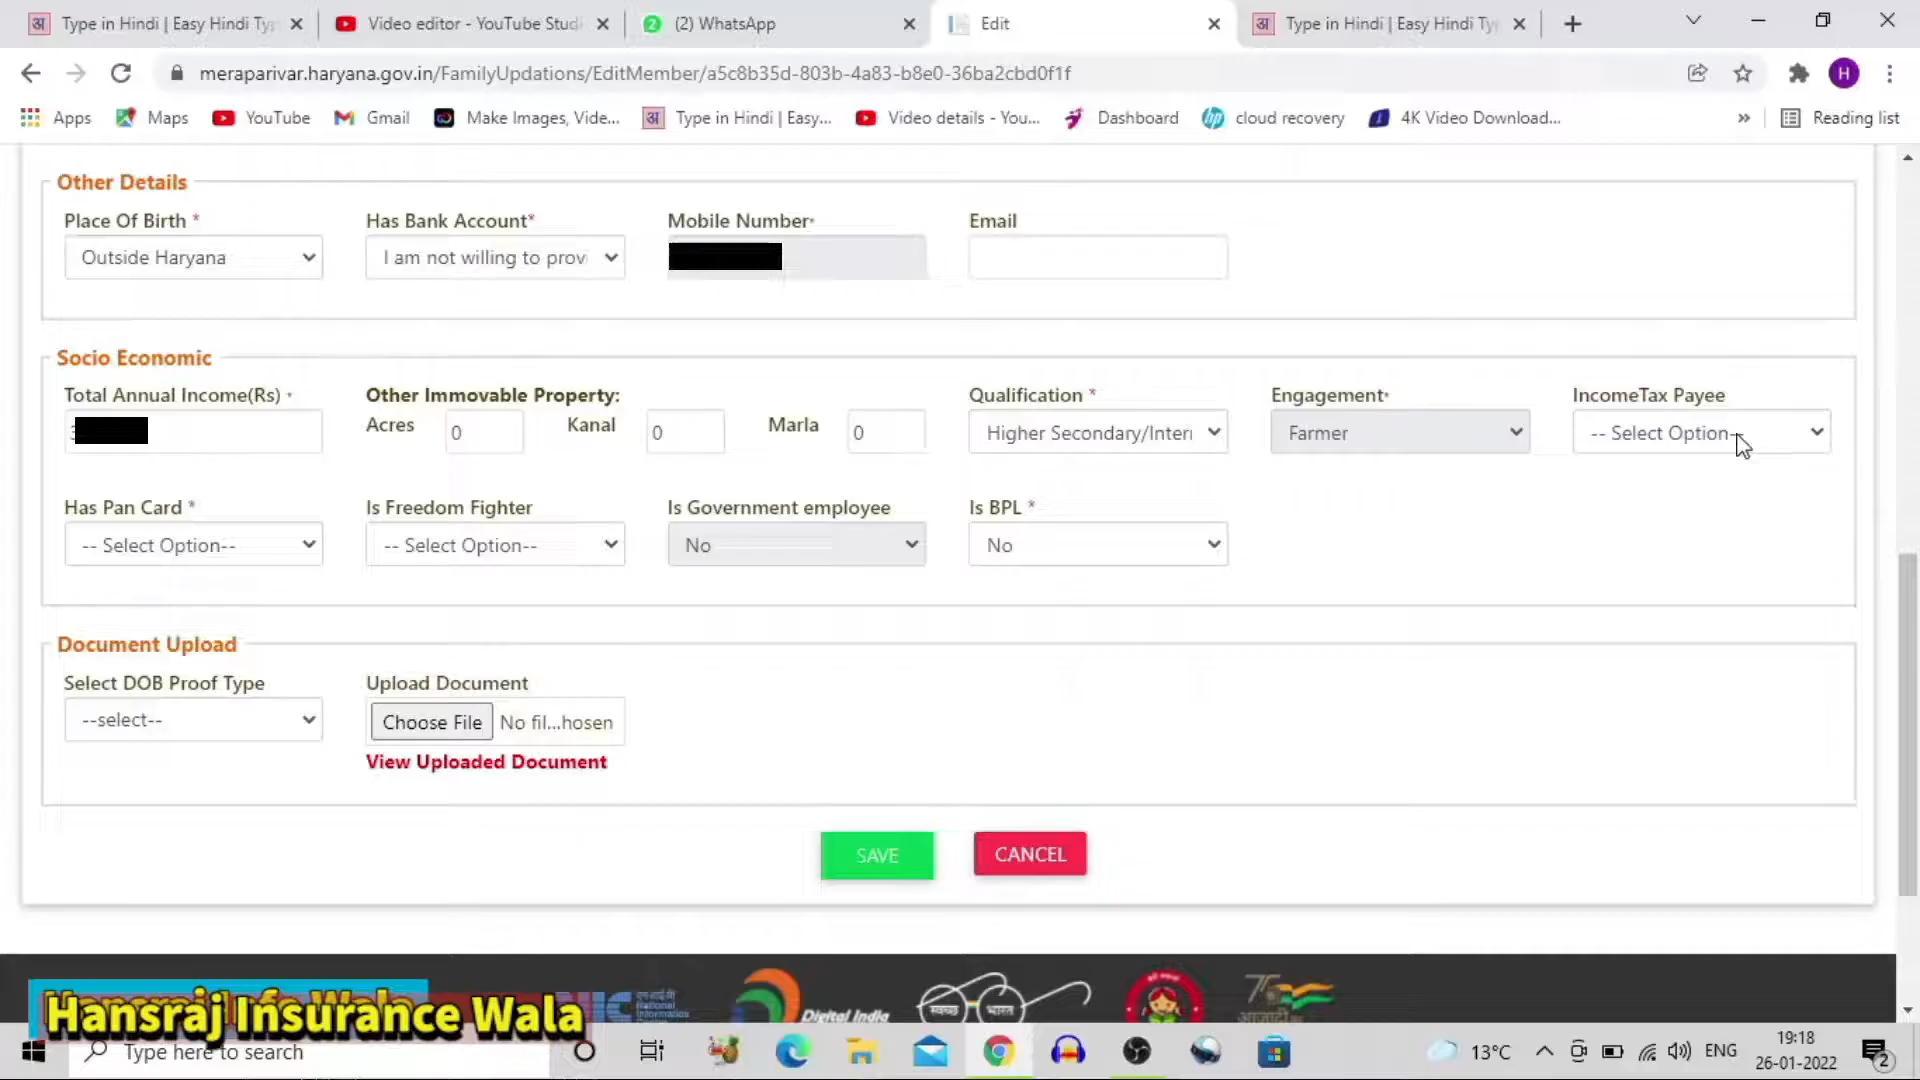 Type in Hindi | Easy Hindi Ty
Video editor - YouTube Stud
(2) WhatsApp
Edit
Type in Hindi | Easy Hindi Ty
meraparivar.haryana.gov.in/FamilyUpdations/EditMember/a5c8b35d-803b-4a83-b8e0-36ba2cbd0f1f
H
Apps
Maps
YouTube
Gmail
Make Images, Vide...
Type in Hindi | Easy...
Video details - You...
Dashboard
cloud recovery
4K Video Download...
»
Reading list
Other Details
Place Of Birth *
Has Bank Account*
Mobile Number*
Email
Outside Haryana
I am not willing to prov
Socio Economic
Total Annual Income(Rs) *
Other Immovable Property:
Qualification *
Engagement*
IncomeTax Payee
Acres
0
Kanal
0
Marla
0
Higher Secondary/Inter
Farmer
-- Select Option--
Has Pan Card *
Is Freedom Fighter
Is Government employee
Is BPL *
-- Select Option--
-- Select Option--
No
No
Document Upload
Select DOB Proof Type
Upload Document
--select--
Choose File
No fil...hosen
View Uploaded Document
SAVE
CANCEL
Hansraj Insurance Wala
Digital India
स्वच्छ भारत
Type here to search
13°C
ENG
19:18
26-01-2022
2